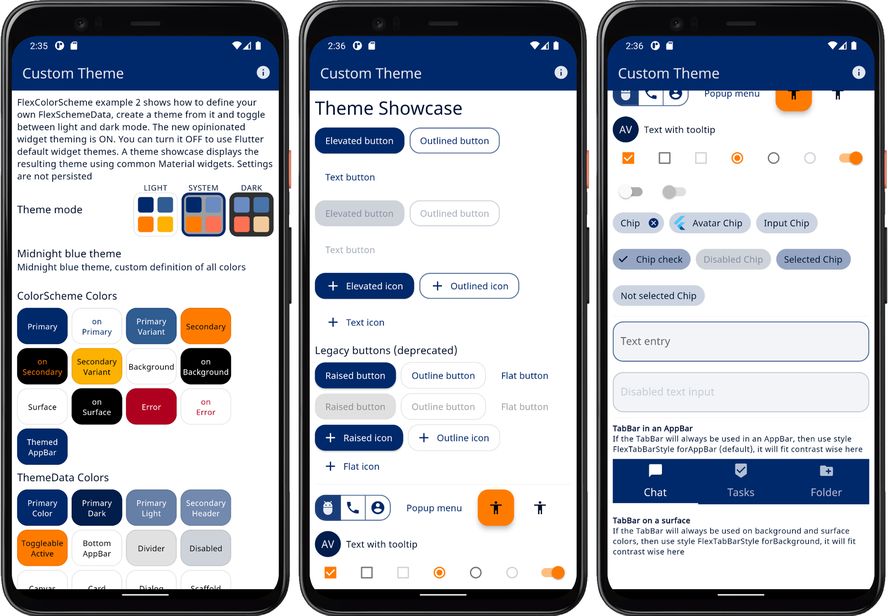 2:35
Custom Theme
FlexColorScheme example 2 shows how to define your
own FlexSchemeData, create a theme from it and toggle
between light and dark mode. The new opinionated
widget theming is ON. You can turn it OFF to use Flutter
default widget themes. A theme showcase displays the
resulting theme using common Material widgets. Settings
are not persisted
LIGHT SYSTEM DARK
Theme mode
Midnight blue theme
Midnight blue theme, custom definition of all colors
ColorScheme Colors
Primary
on
Primary
Primary
Variant
Secondary
on
Secondary
Secondary
Variant
Background
on
Background
Surface
on
Surface
Error
on
Error
Themed
AppBar
ThemeData Colors
Primary
Color
Primary
Dark
Primary
Light
Secondary
Header
Toggleable
Active
Bottom
AppBar
Divider
Disabled
Canvas
Card
Dialog
Scaffold
2:36
Custom Theme
Theme Showcase
Elevated button Outlined button
Text button
Elevated button Outlined button
Text button
Elevated icon Outlined icon
Text icon
Legacy buttons (deprecated)
Raised button Outline button Flat button
Raised button Outline button Flat button
Raised icon Outline icon
Flat icon
Popup menu
AV Text with tooltip
2:36
Custom Theme
Popup menu
AV Text with tooltip
Chip Avatar Chip Input Chip
Chip check Disabled Chip Selected Chip
Not selected Chip
Text entry
Disabled text input
TabBar in an AppBar
If the TabBar will always be used in an AppBar, then use style
FlexTabBarStyle forAppBar (default), it will fit contrast wise here
Chat Tasks Folder
TabBar on a surface
If the TabBar will always be used on background and surface
colors, then use style FlexTabBarStyle forBackground, it will fit
contrast wise here